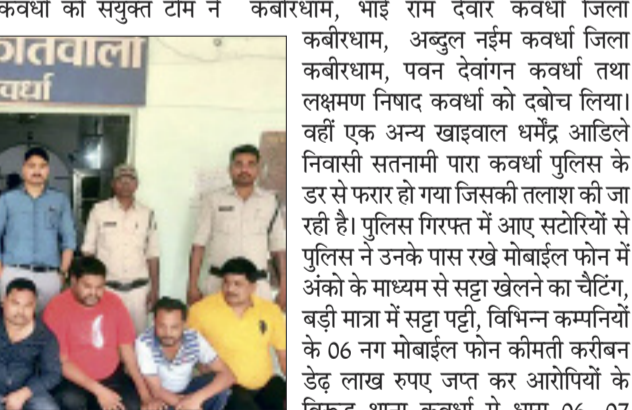 कवर्धा की संयुक्त टीम ने
कोतवाली
कवर्धा
कबीरधाम, भाई राम देवार कवर्धा जिला
कबीरधाम, अब्दुल नईम कवर्धा जिला
कबीरधाम, पवन देवांगन कवर्धा तथा
लक्षमण निषाद कवर्धा को दबोच लिया।
वहीं एक अन्य खाइवाल धर्मेंद्र आडिले
निवासी सतनामी पारा कवर्धा पुलिस के
डर से फरार हो गया जिसकी तलाश की जा
रही है। पुलिस गिरफ्त में आए सटोरियों से
पुलिस ने उनके पास रखे मोबाईल फोन में
अंको के माध्यम से सट्टा खेलने का चैटिंग,
बड़ी मात्रा में सट्टा पट्टी, विभिन्न कम्पनियों
के 06 नग मोबाईल फोन कीमती करीबन
डेढ़ लाख रुपए जप्त कर आरोपियों के
विरूद्ध थाना कवर्धा में धारा 06, 07